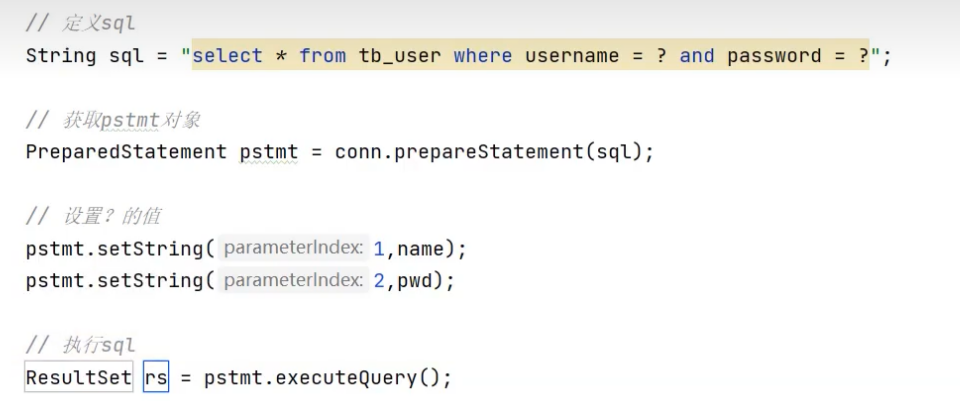 // 定义sql
String sql = "select * from tb_user where username = ? and password = ?";
// 获取pstmt对象
PreparedStatement pstmt = conn.prepareStatement(sql);
// 设置？的值
pstmt.setString( parameterIndex: 1,name);
pstmt.setString( parameterIndex: 2,pwd);
// 执行sql
ResultSet rs = pstmt.executeQuery();